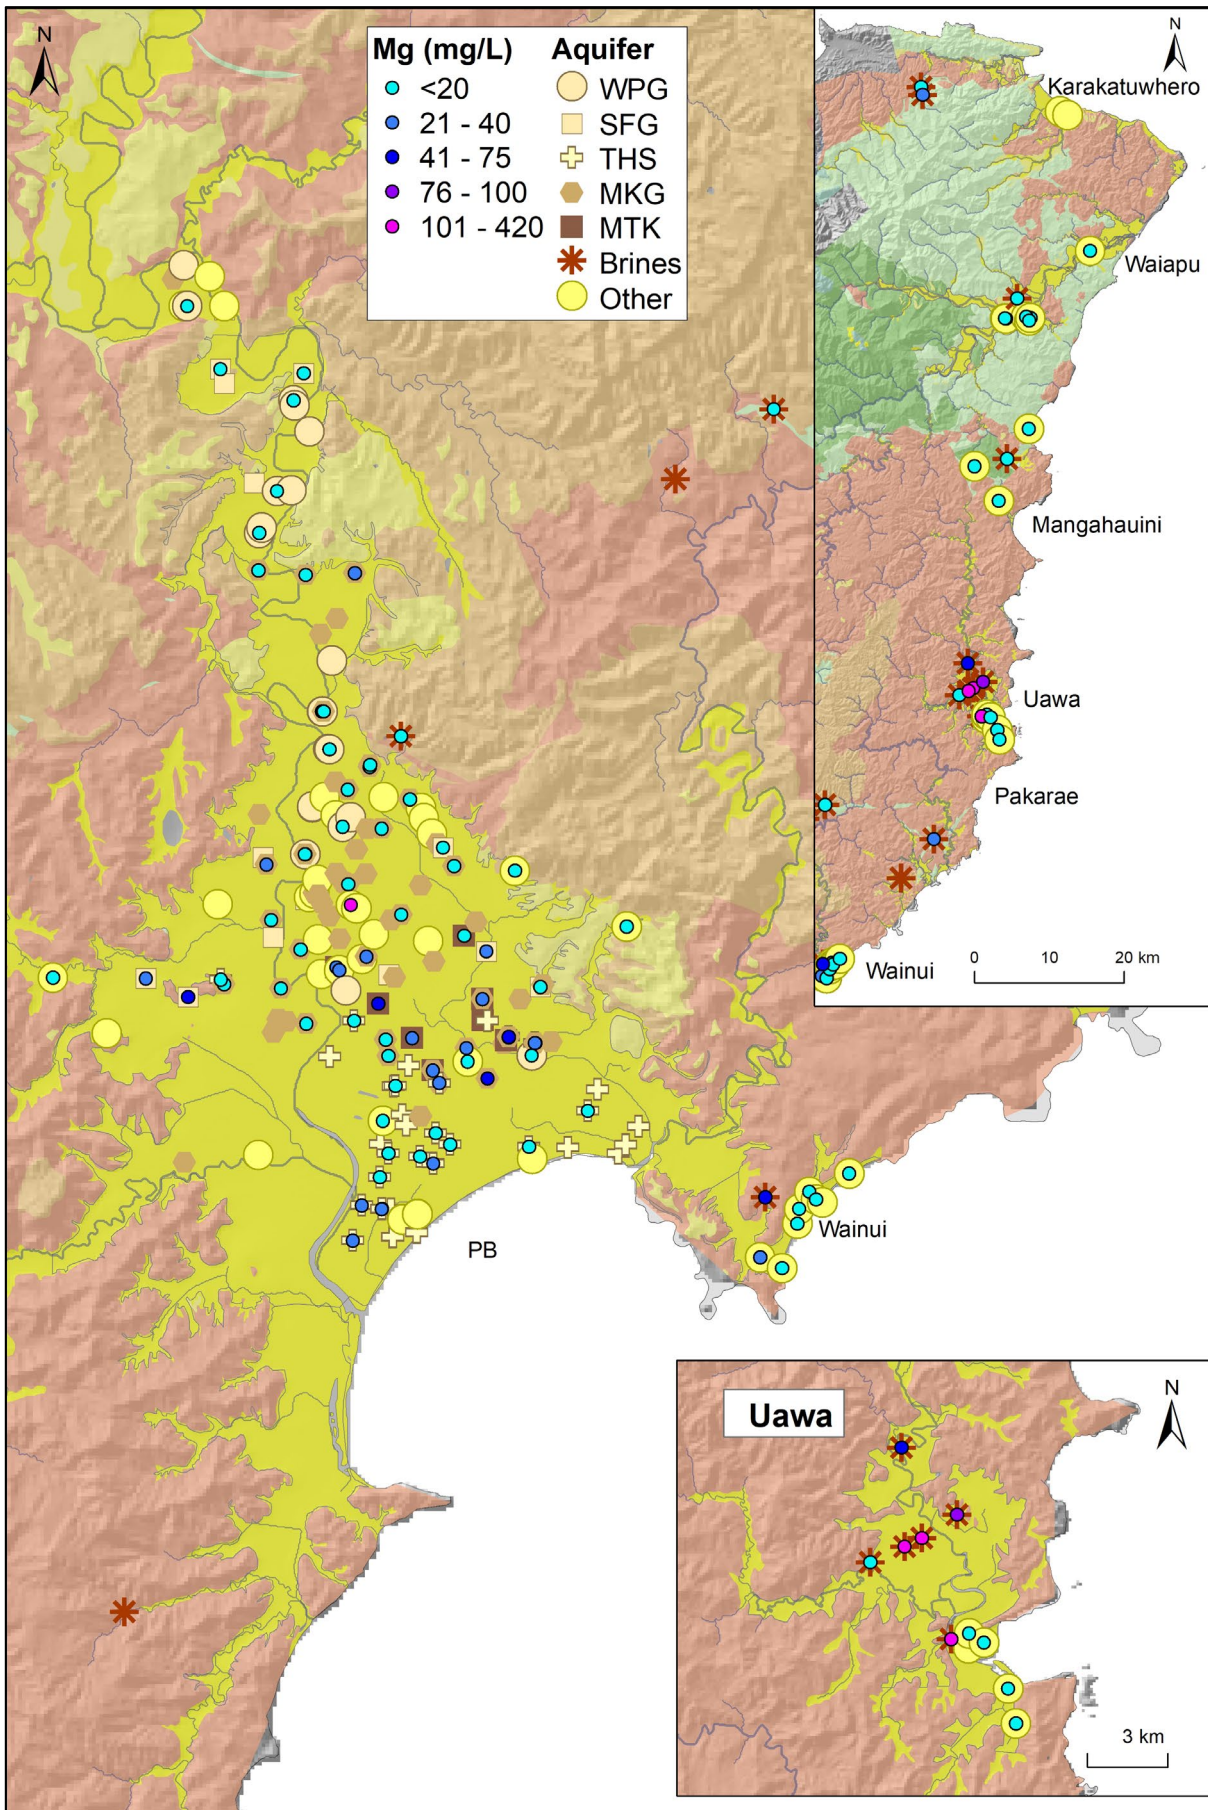 N
Mg (mg/L)
<20
21 - 40
41 - 75
76 - 100
101 - 420
Aquifer
WPG
SFG
THS
MKG
MTK
Brines
Other
N
Karakatuwhero
Waiapu
Mangahauini
Uawa
Pakarae
Wainui
0 10 20 km
Wainui
PB
Uawa
N
3 km